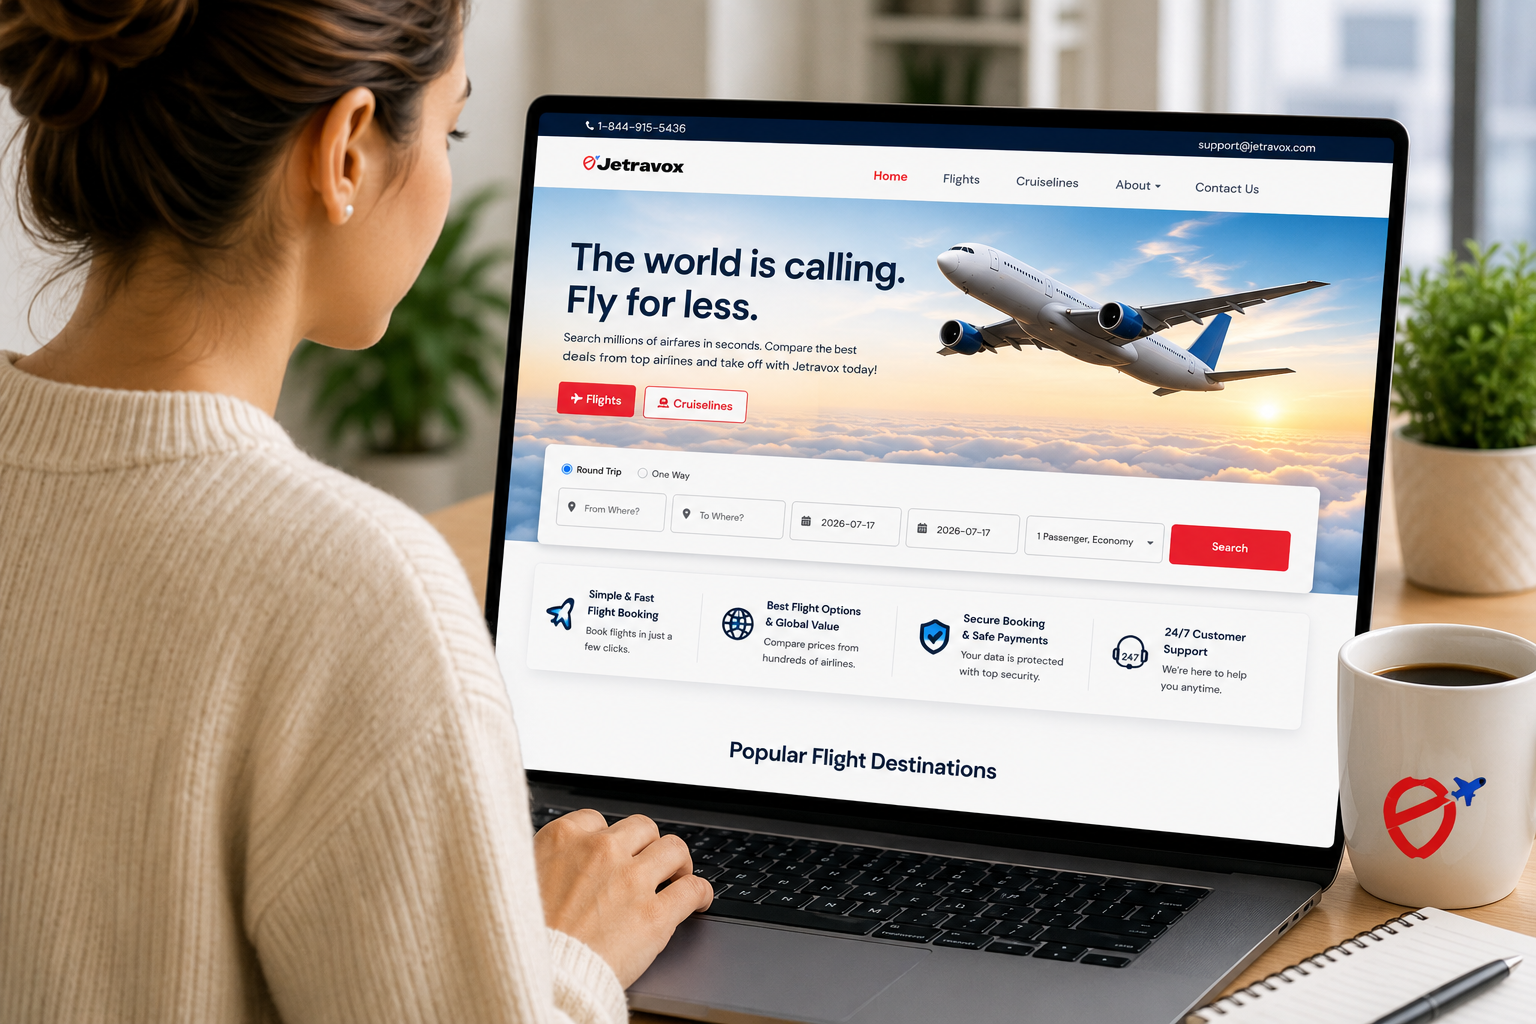 1-844-915-5436
support@jetravox.com
Jetravox
Home
Flights
Cruiselines
About
Contact Us
The world is calling.
Fly for less.
Search millions of airfares in seconds. Compare the best
deals from top airlines and take off with Jetravox today!
Flights
Cruiselines
Round Trip
One Way
From Where?
To Where?
2026-07-17
2026-07-17
1 Passenger, Economy
Search
Simple & Fast
Flight Booking
Book flights in just a
few clicks.
Best Flight Options
& Global Value
Compare prices from
hundreds of airlines.
Secure Booking
& Safe Payments
Your data is protected
with top security.
247
24/7 Customer
Support
We're here to help
you anytime.
Popular Flight Destinations